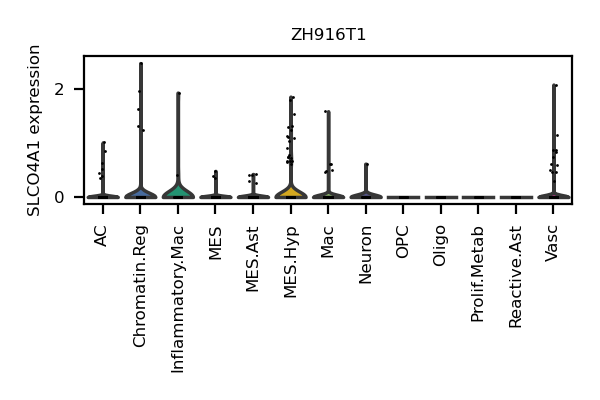 ZH916T1
SLCO4A1 expression
2
0
AC
Chromatin.Reg
Inflammatory.Mac
MES
MES.Ast
MES.Hyp
Mac
Neuron
OPC
Oligo
Prolif.Metab
Reactive.Ast
Vasc